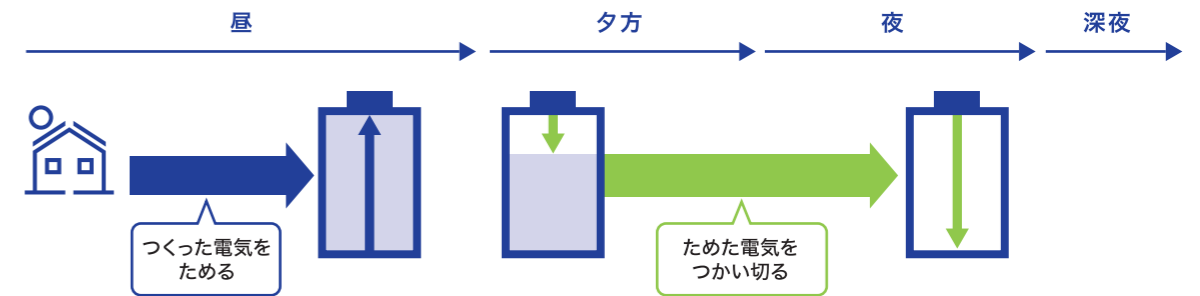 昼
夕方
夜
深夜
つくった電気を
ためる
ためた電気を
つかい切る